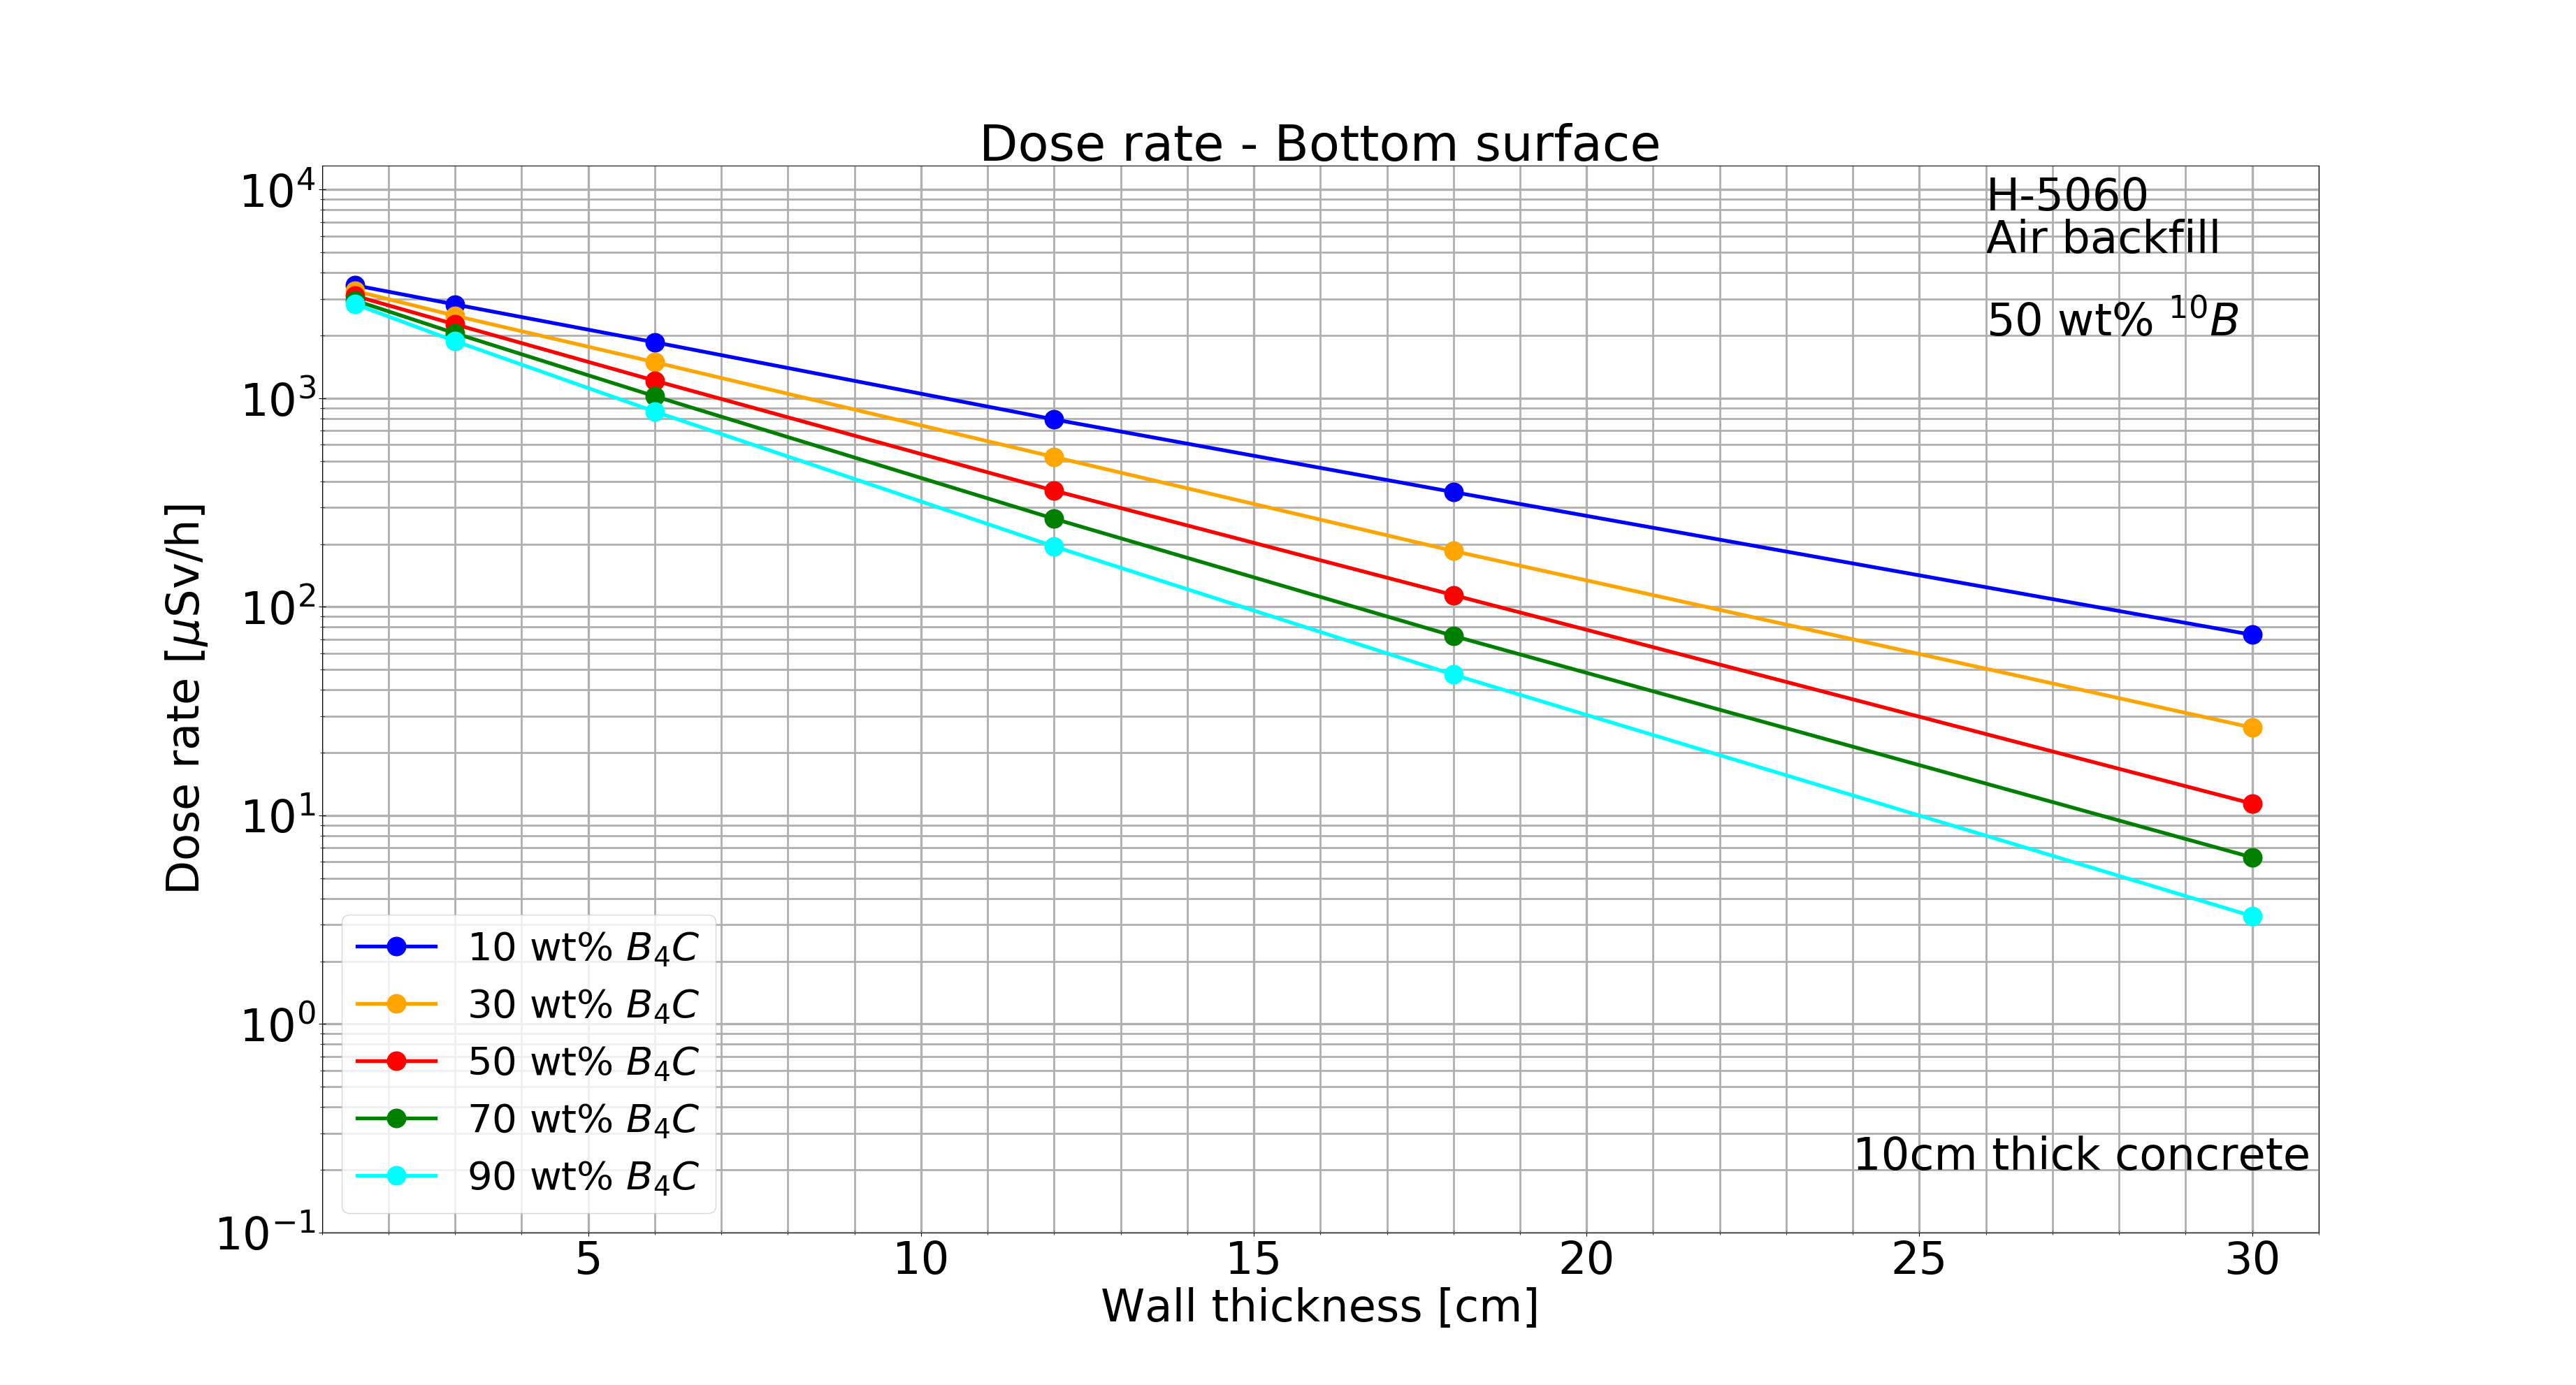 Dose rate - Bottom surface
H-5060
Air backfill
50 wt% ¹⁰B
10⁴
10³
10²
10¹
10⁰
10⁻¹
Dose rate [μSv/h]
10 wt% B₄C
30 wt% B₄C
50 wt% B₄C
70 wt% B₄C
90 wt% B₄C
10cm thick concrete
5 10 15 20 25 30
Wall thickness [cm]